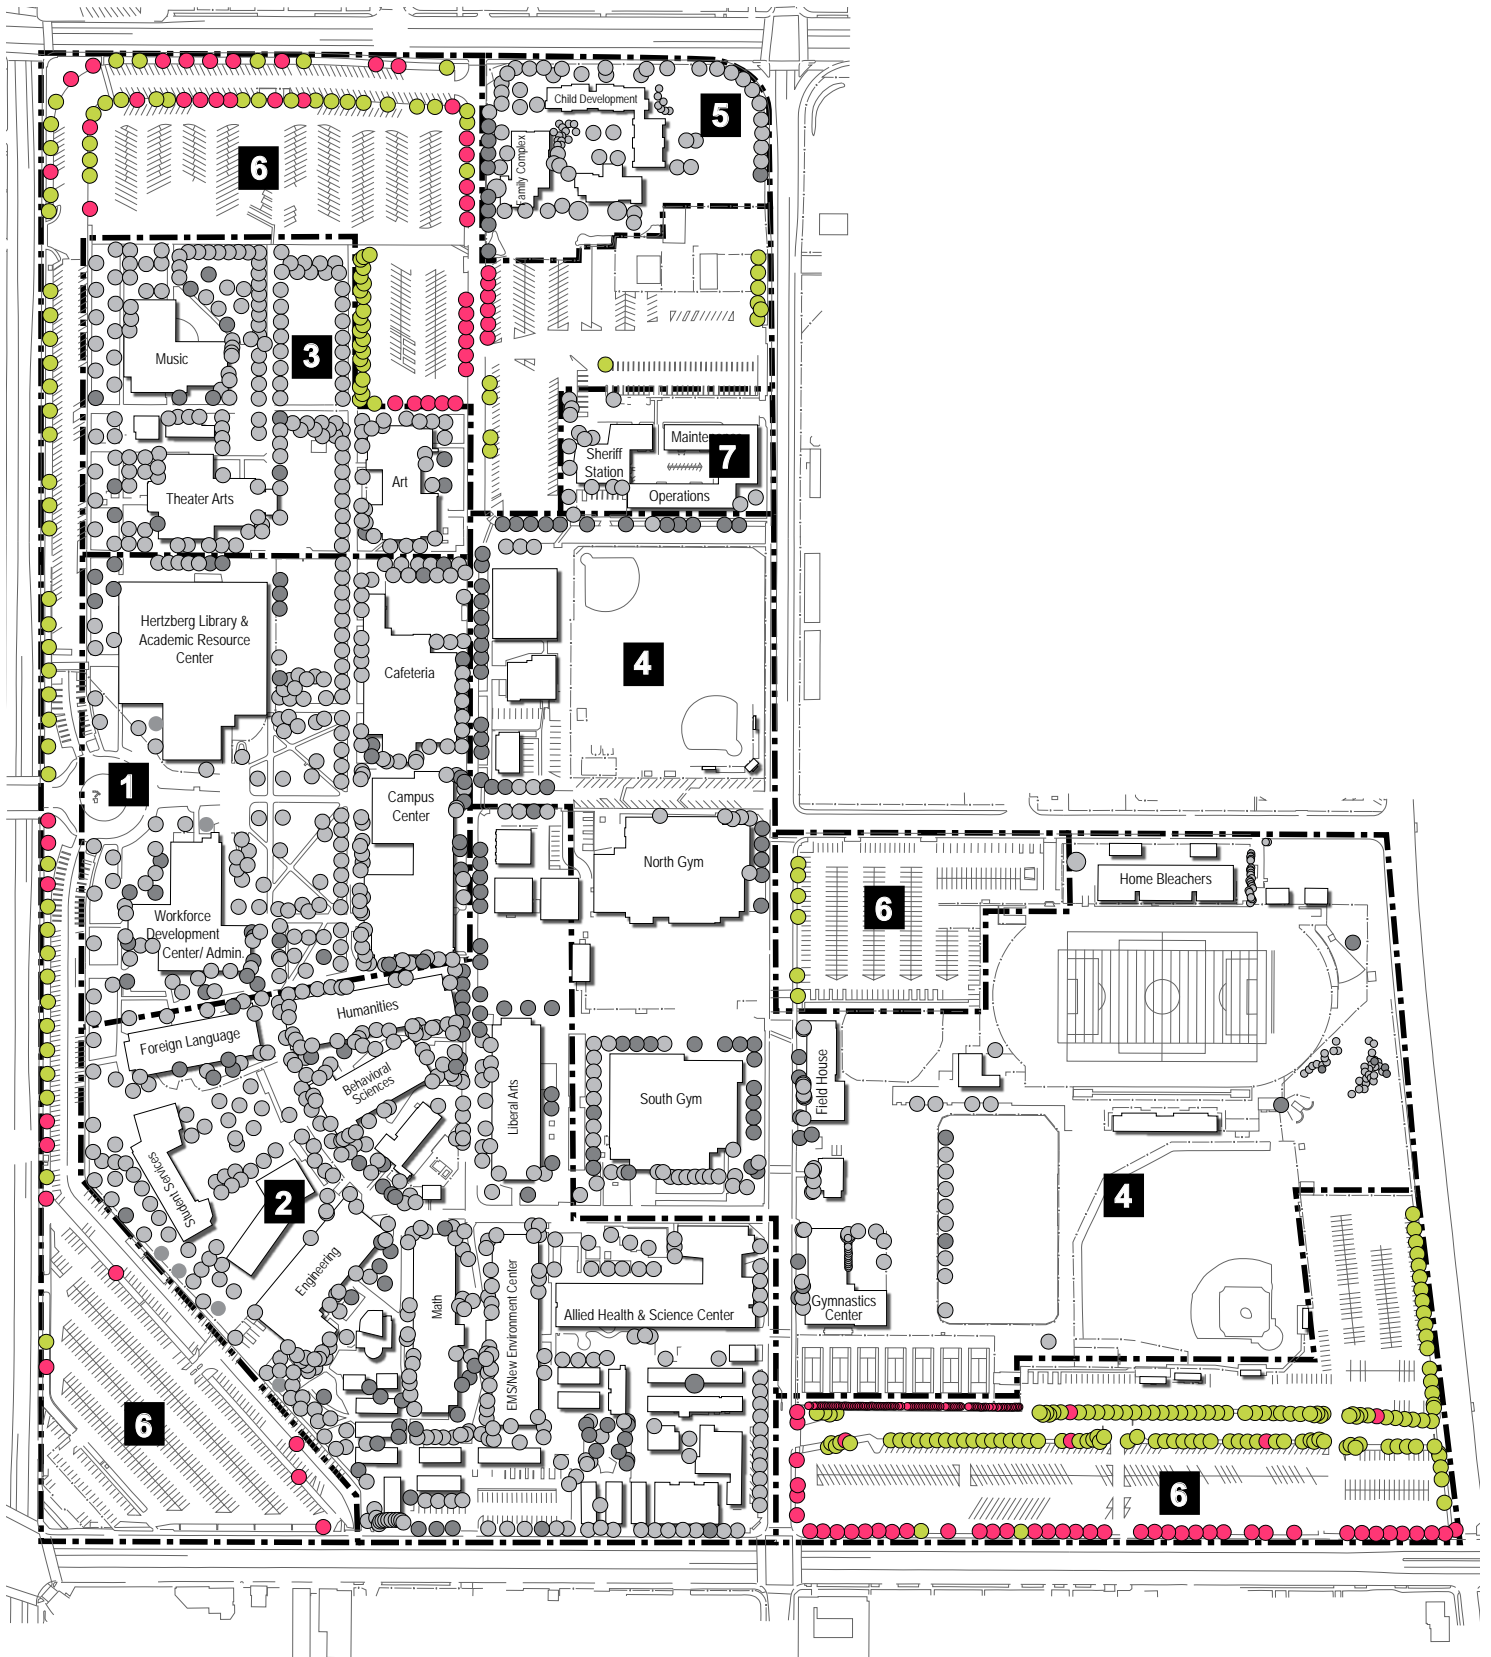 Child Development
5
Family Complex
6
3
Music
Mainte
7
Sheriff
Station
Operations
Art
Theater Arts
Hertzberg Library &
Academic Resource
Center
4
Cafeteria
1
Campus
Center
North Gym
Home Bleachers
6
Workforce
Development
Center/ Admin.
Humanities
Foreign Language
Behavioral
Sciences
Liberal Arts
South Gym
Field House
Student Services
2
4
Engineering
Math
EMS/New Environment Center
Allied Health & Science Center
Gymnastics
Center
6
6